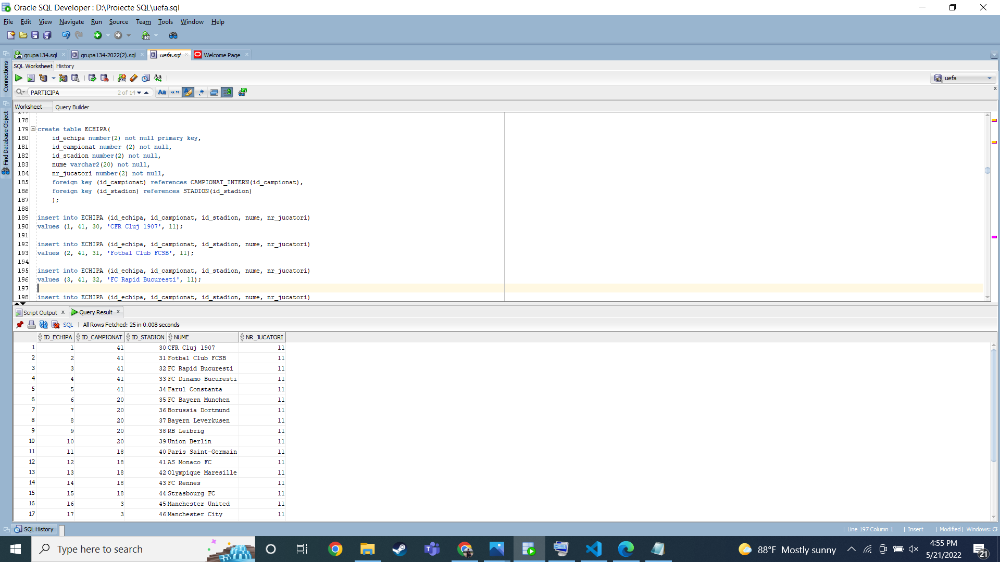 Oracle SQL Developer : D:\Proiecte SQL\uefa.sql
File Edit View Navigate Run Source Team Tools Window Help
grupa134.sql grupa134-2022(2).sql uefa.sql Welcome Page
SQL Worksheet History
uefa
PARTICIPA 2 of 14
Worksheet Query Builder
Connections
Find Database Object
178
179 create table ECHIPA(
180 id_echipa number(2) not null primary key,
181 id_campionat number (2) not null,
182 id_stadion number(2) not null,
183 nume varchar2(20) not null,
184 nr_jucatori number(2) not null,
185 foreign key (id_campionat) references CAMPIONAT_INTERN(id_campionat),
186 foreign key (id_stadion) references STADION(id_stadion)
187 );
188
189 insert into ECHIPA (id_echipa, id_campionat, id_stadion, nume, nr_jucatori)
190 values (1, 41, 30, 'CFR Cluj 1907', 11);
191
192 insert into ECHIPA (id_echipa, id_campionat, id_stadion, nume, nr_jucatori)
193 values (2, 41, 31, 'Fotbal Club FCSB', 11);
194
195 insert into ECHIPA (id_echipa, id_campionat, id_stadion, nume, nr_jucatori)
196 values (3, 41, 32, 'FC Rapid Bucuresti', 11);
197
198 insert into ECHIPA (id_echipa, id_campionat, id_stadion, nume, nr_jucatori)
Script Output x Query Result x
SQL | All Rows Fetched: 25 in 0.008 seconds
ID_ECHIPA ID_CAMPIONAT ID_STADION NUME NR_JUCATORI
1 1 41 30 CFR Cluj 1907 11
2 2 41 31 Fotbal Club FCSB 11
3 3 41 32 FC Rapid Bucuresti 11
4 4 41 33 FC Dinamo Bucuresti 11
5 5 41 34 Farul Constanta 11
6 6 20 35 FC Bayern Munchen 11
7 7 20 36 Borussia Dortmund 11
8 8 20 37 Bayern Leverkusen 11
9 9 20 38 RB Leibzig 11
10 10 20 39 Union Berlin 11
11 11 18 40 Paris Saint-Germain 11
12 12 18 41 AS Monaco FC 11
13 13 18 42 Olympique Maresille 11
14 14 18 43 FC Rennes 11
15 15 18 44 Strasbourg FC 11
16 16 3 45 Manchester United 11
17 17 3 46 Manchester City 11
SQL History
| Line 197 Column 1 | Insert | Modified | Windows:
Type here to search
88°F Mostly sunny
4:55 PM
5/21/2022
21